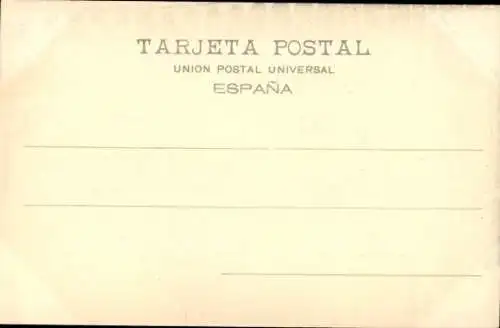 TARJETA POSTAL
UNION POSTAL UNIVERSAL
ESPAÑA